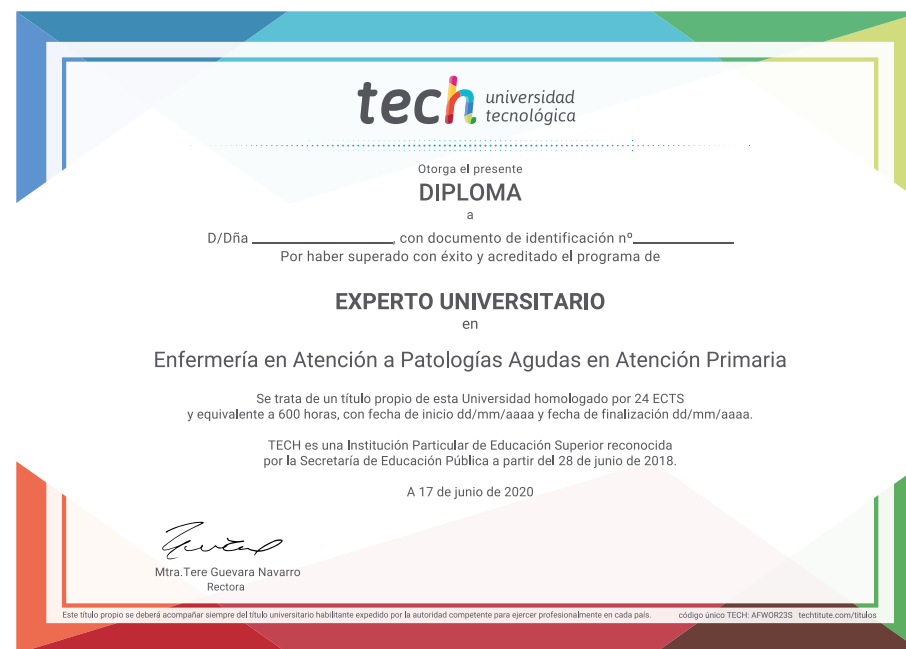 tech universidad
tecnológica
Otorga el presente
DIPLOMA
a
D/Dña ____________________, con documento de identificación nº______________
Por haber superado con éxito y acreditado el programa de
EXPERTO UNIVERSITARIO
en
Enfermería en Atención a Patologías Agudas en Atención Primaria
Se trata de un título propio de esta Universidad homologado por 24 ECTS
y equivalente a 600 horas, con fecha de inicio dd/mm/aaaa y fecha de finalización dd/mm/aaaa.
TECH es una Institución Particular de Educación Superior reconocida
por la Secretaría de Educación Pública a partir del 28 de junio de 2018.
A 17 de junio de 2020
Mtra.Tere Guevara Navarro
Rectora
Este título propio se deberá acompañar siempre del título universitario habilitante expedido por la autoridad competente para ejercer profesionalmente en cada país. código único TECH: AFWOR23S techtitute.com/titulos